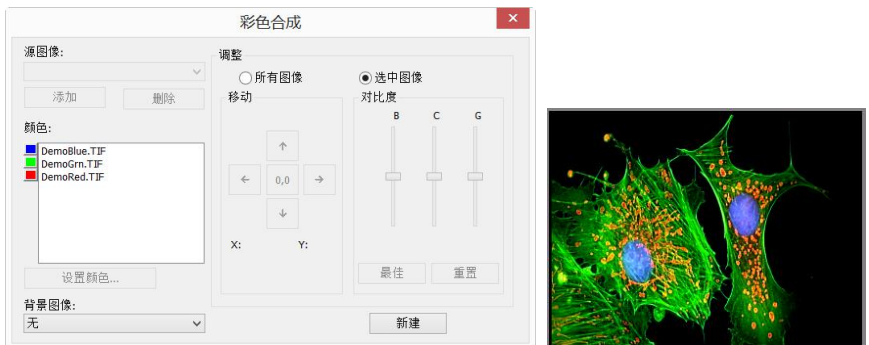 彩色合成
源图像:
添加
删除
颜色:
DemoBlue.TIF
DemoGrn.TIF
DemoRed.TIF
设置颜色...
背景图像:
无
调整
所有图像
选中图像
移动
0,0
X:
Y:
对比度
B
C
G
最佳
重置
新建